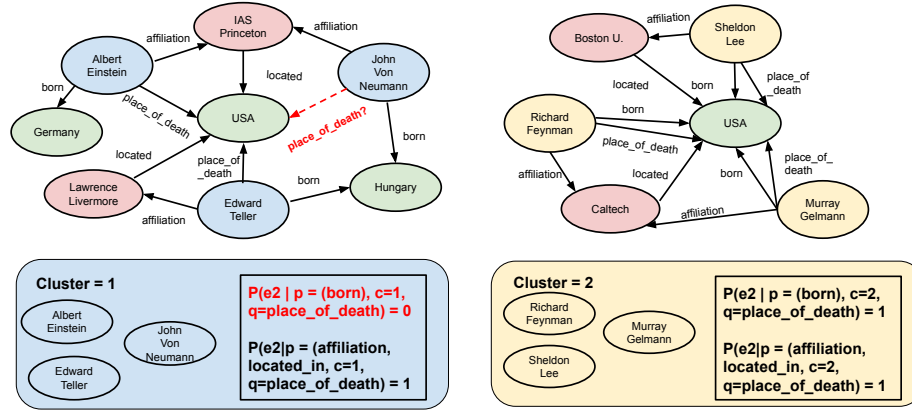 IAS
Princeton
affiliation
affiliation
Albert
Einstein
John
Von
Neumann
located
born
place_of_death
USA
place_of_death?
Germany
born
located
place_of
_death
Lawrence
Livermore
born
Hungary
Edward
Teller
affiliation
affiliation
Sheldon
Lee
Boston U.
located
born
place_of
_death
Richard
Feynman
born
USA
place_of_death
affiliation
located
born
place_of_
death
Caltech
affiliation
Murray
Gelmann
Cluster = 1
Albert
Einstein
John
Von
Neumann
Edward
Teller
P(e2 | p = (born), c=1,
q=place_of_death) = 0
P(e2|p = (affiliation,
located_in, c=1,
q=place_of_death) = 1
Cluster = 2
Richard
Feynman
Murray
Gelmann
Sheldon
Lee
P(e2 | p = (born), c=2,
q=place_of_death) = 1
P(e2|p = (affiliation,
located_in, c=2,
q=place_of_death) = 1